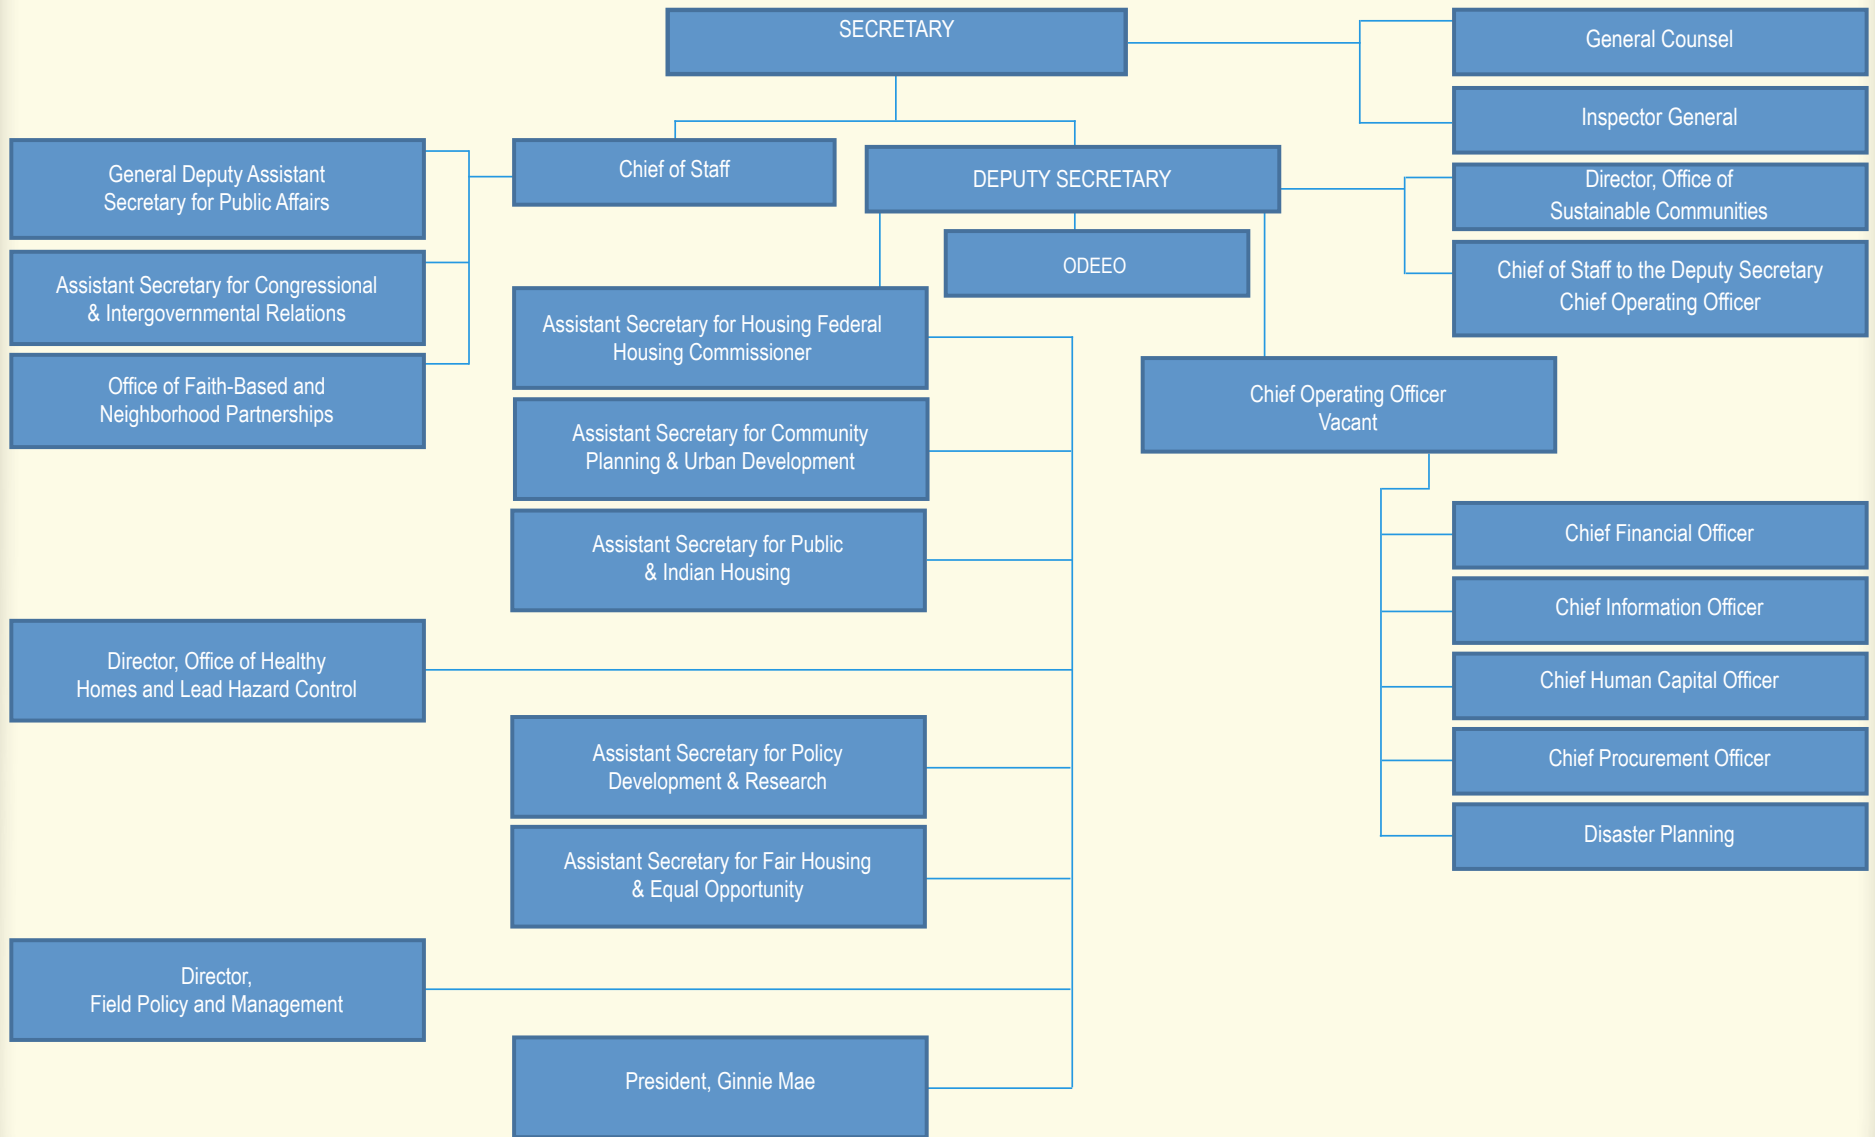 SECRETARY
General Counsel
Inspector General
General Deputy Assistant
Secretary for Public Affairs
Chief of Staff
DEPUTY SECRETARY
Director, Office of
Sustainable Communities
Assistant Secretary for Congressional
& Intergovernmental Relations
ODEEO
Chief of Staff to the Deputy Secretary
Chief Operating Officer
Assistant Secretary for Housing Federal
Housing Commissioner
Office of Faith-Based and
Neighborhood Partnerships
Chief Operating Officer
Vacant
Assistant Secretary for Community
Planning & Urban Development
Assistant Secretary for Public
& Indian Housing
Chief Financial Officer
Chief Information Officer
Director, Office of Healthy
Homes and Lead Hazard Control
Chief Human Capital Officer
Assistant Secretary for Policy
Development & Research
Chief Procurement Officer
Assistant Secretary for Fair Housing
& Equal Opportunity
Disaster Planning
Director,
Field Policy and Management
President, Ginnie Mae